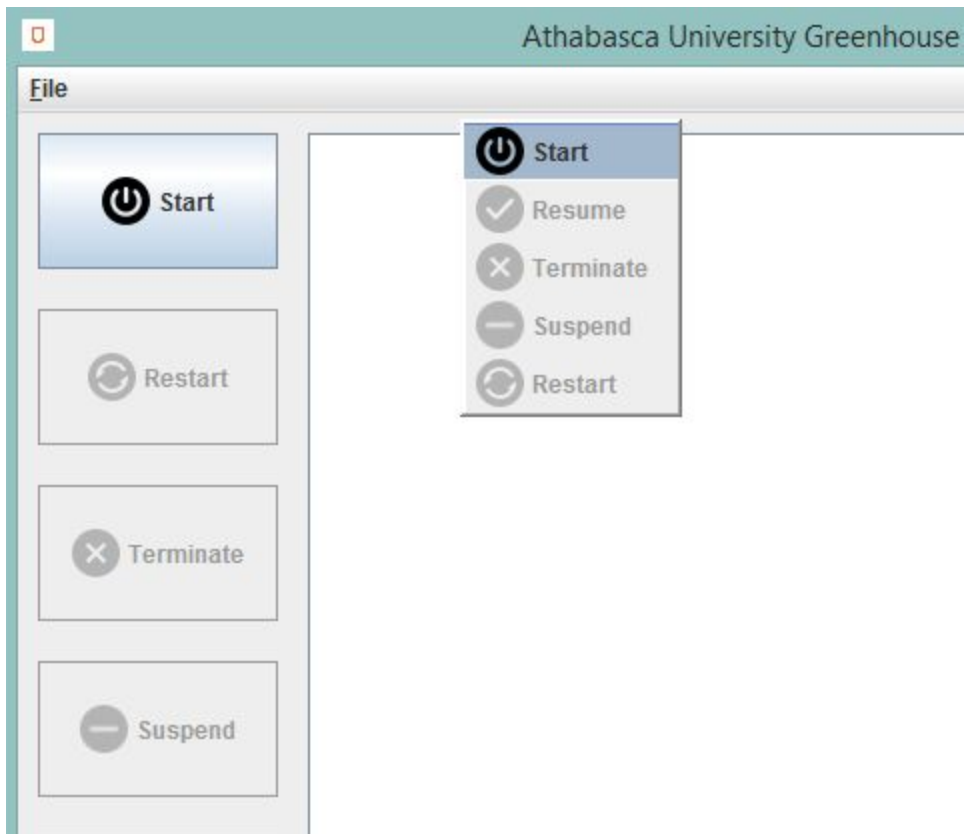 Athabasca University Greenhouse
File
Start
Restart
Terminate
Suspend
Start
Resume
Terminate
Suspend
Restart